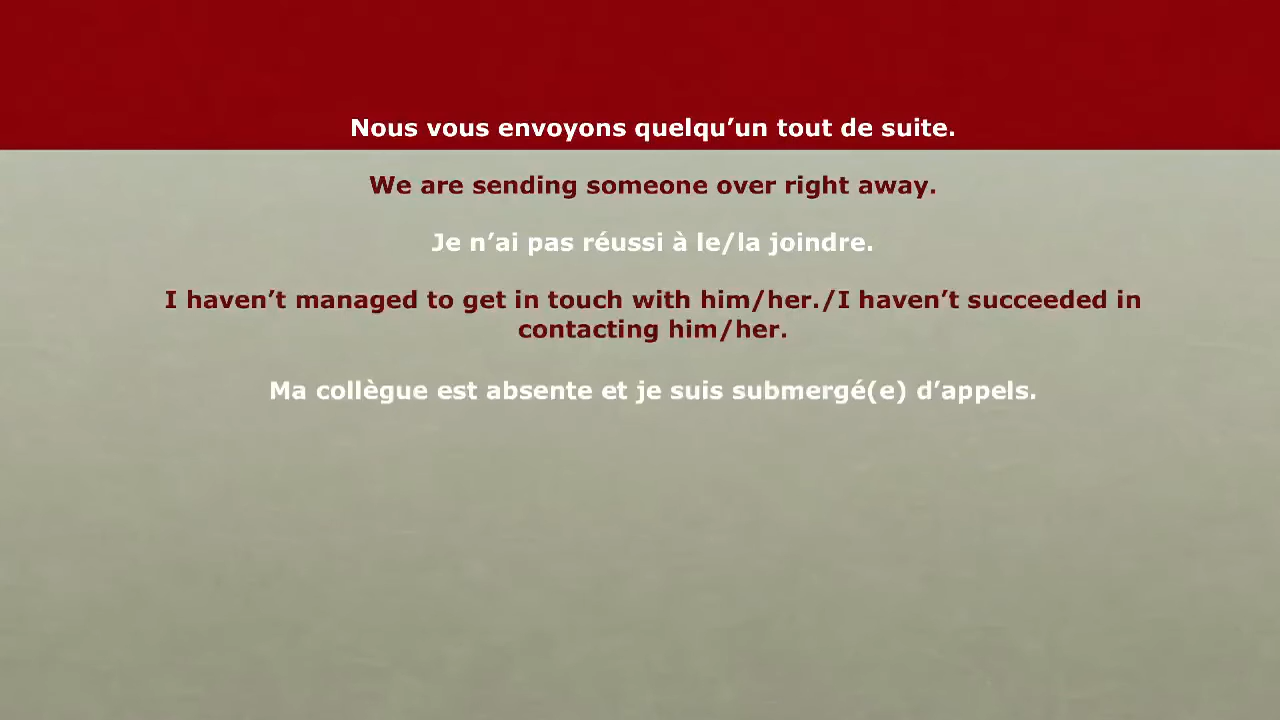 Nous vous envoyons quelqu’un tout de suite.
We are sending someone over right away.
Je n’ai pas réussi à le/la joindre.
I haven’t managed to get in touch with him/her./I haven’t succeeded in
contacting him/her.
Ma collègue est absente et je suis submergé(e) d’appels.